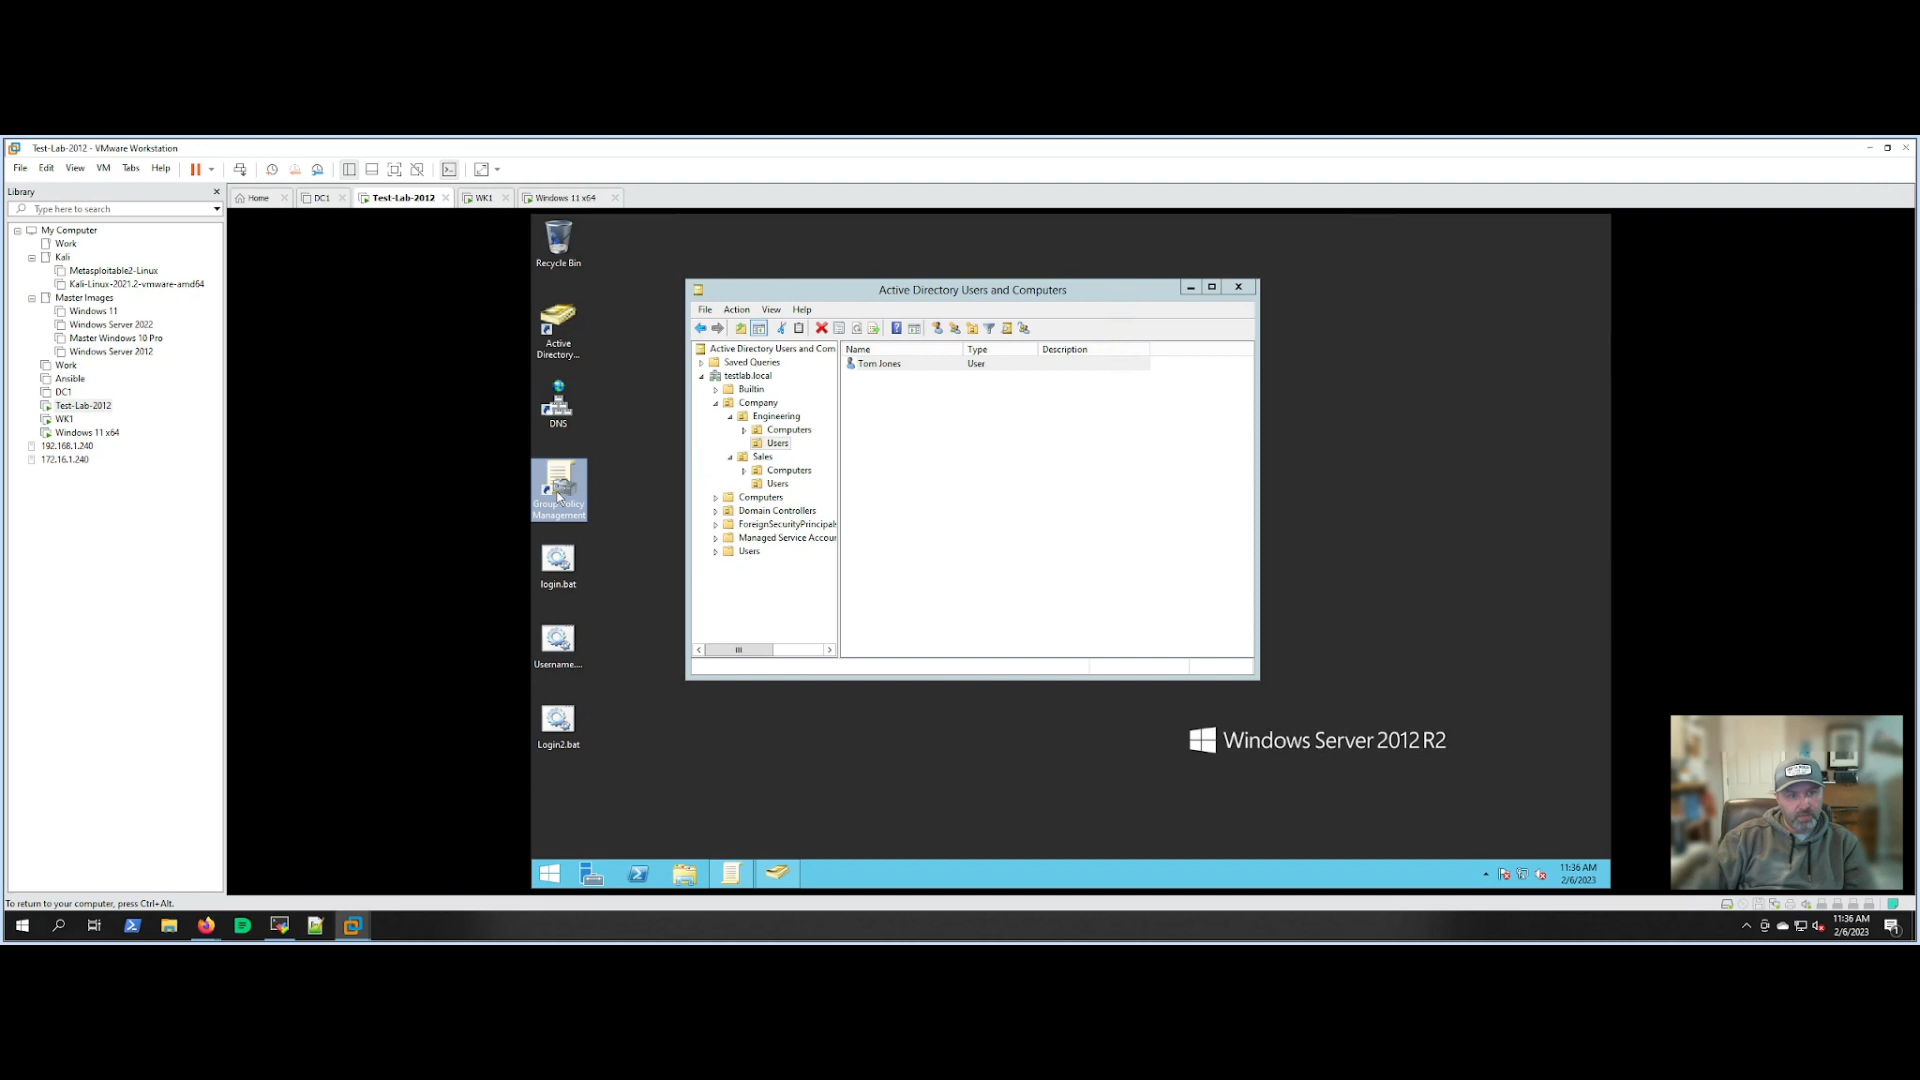 Test-Lab-2012 - VMware Workstation
File Edit View VM Tabs Help
Library
Type here to search
Home DC1 Test-Lab-2012 WK1 Windows 11 x64
My Computer
Work
Kali
Metasploitable2-Linux
Kali-Linux-2021.2-vmware-amd64
Master Images
Windows 11
Windows Server 2022
Master Windows 10 Pro
Windows Server 2012
Work
Ansible
DC1
Test-Lab-2012
WK1
Windows 11 x64
192.168.1.240
172.16.1.240
Recycle Bin
Active
Directory...
DNS
Group Policy
Management
login.bat
Username....
Login2.bat
Active Directory Users and Computers
File Action View Help
Active Directory Users and Com
Saved Queries
testlab.local
Builtin
Company
Engineering
Computers
Users
Sales
Computers
Users
Computers
Domain Controllers
ForeignSecurityPrincipals
Managed Service Accour
Users
Name Type Description
Tom Jones User
Windows Server 2012 R2
11:36 AM
2/6/2023
To return to your computer, press Ctrl+Alt.
11:36 AM
2/6/2023
1